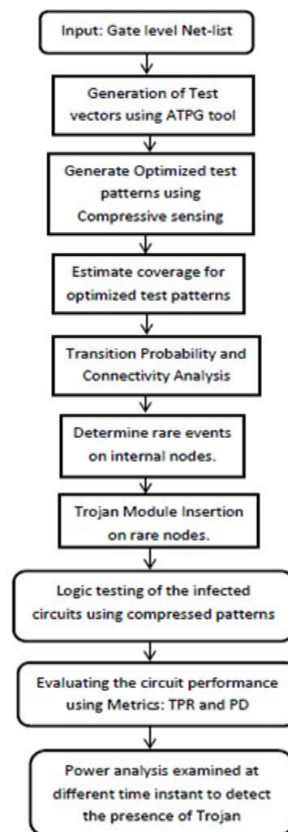 Input: Gate level Net-list
Generation of Test
vectors using ATPG tool
Generate Optimized test
patterns using
Compressive sensing
Estimate coverage for
optimized test patterns
Transition Probability and
Connectivity Analysis
Determine rare events
on internal nodes.
Trojan Module Insertion
on rare nodes.
Logic testing of the infected
circuits using compressed patterns
Evaluating the circuit performance
using Metrics: TPR and PD
Power analysis examined at
different time instant to detect
the presence of Trojan